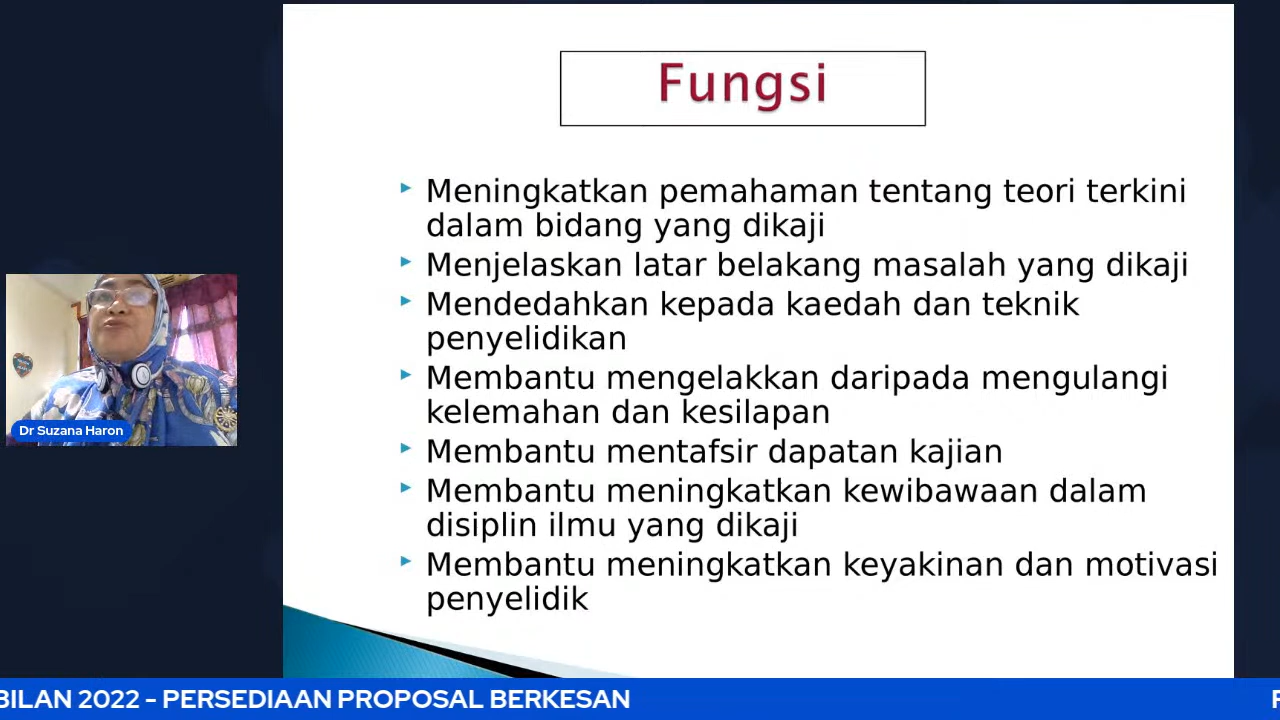 Fungsi
Meningkatkan pemahaman tentang teori terkini
dalam bidang yang dikaji
Menjelaskan latar belakang masalah yang dikaji
Mendedahkan kepada kaedah dan teknik
penyelidikan
Membantu mengelakkan daripada mengulangi
kelemahan dan kesilapan
Membantu mentafsir dapatan kajian
Membantu meningkatkan kewibawaan dalam
disiplin ilmu yang dikaji
Membantu meningkatkan keyakinan dan motivasi
penyelidik
Dr Suzana Haron
BILAN 2022 - PERSEDIAAN PROPOSAL BERKESAN